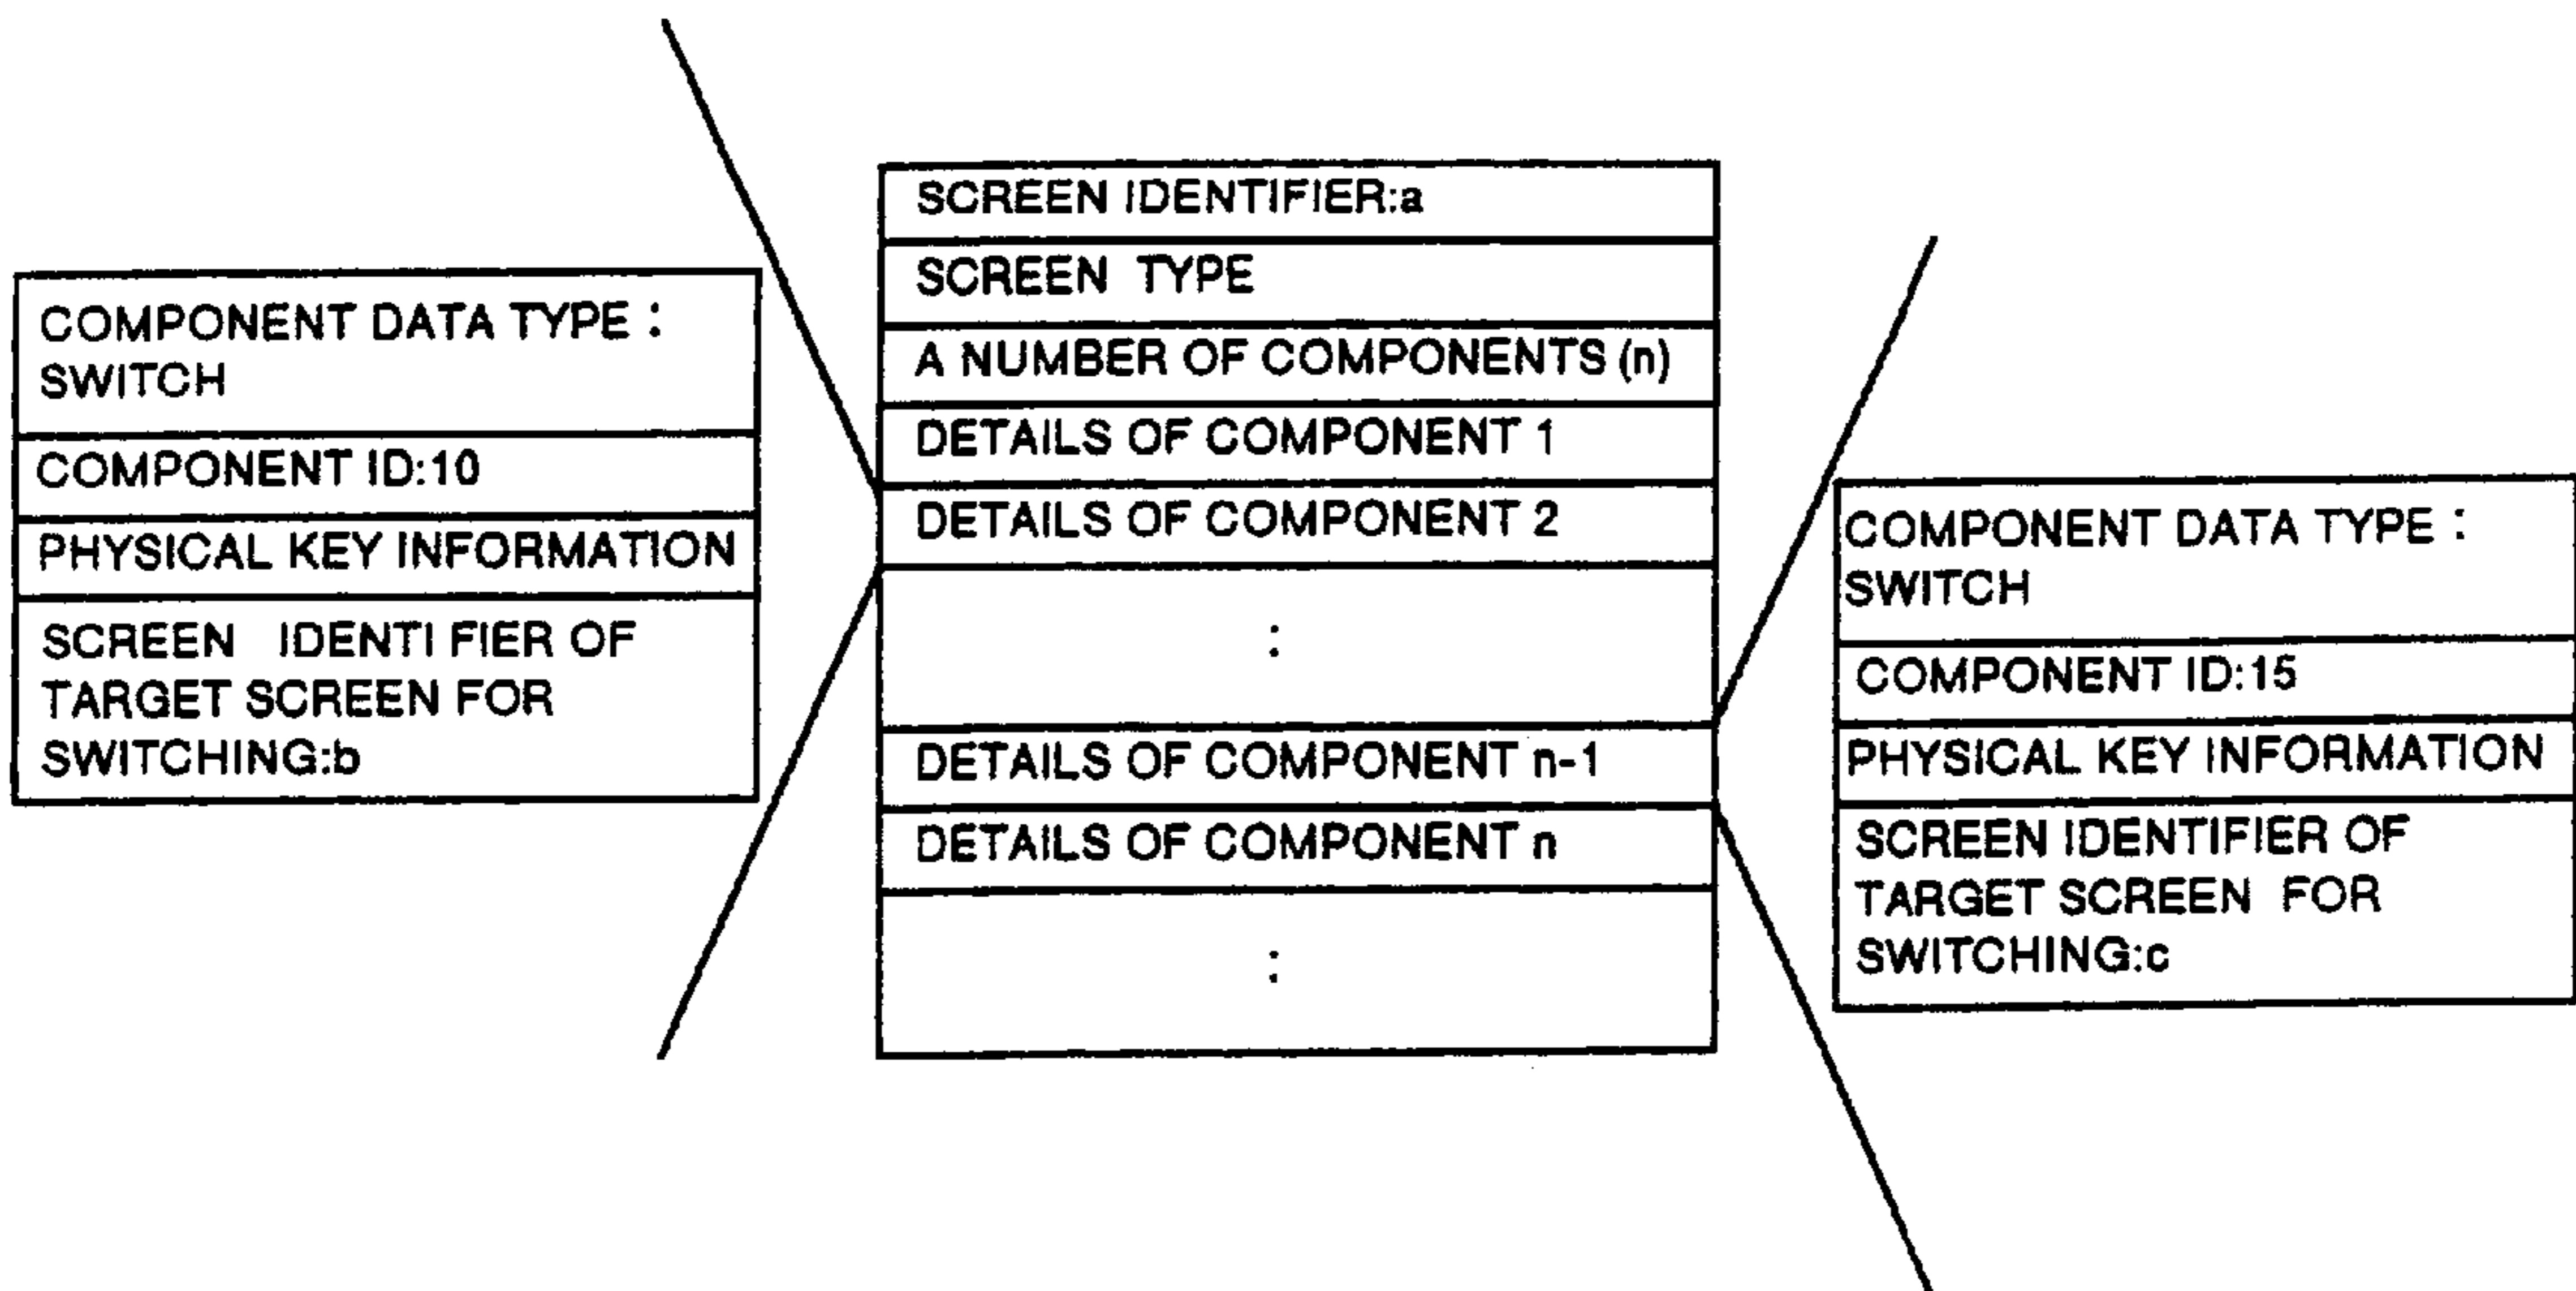 COMPONENT DATA TYPE :
SWITCH
COMPONENT ID:10
PHYSICAL KEY INFORMATION
SCREEN IDENTI FIER OF
TARGET SCREEN FOR
SWITCHING:b
SCREEN IDENTIFIER:a
SCREEN TYPE
A NUMBER OF COMPONENTS (n)
DETAILS OF COMPONENT 1
DETAILS OF COMPONENT 2
:
DETAILS OF COMPONENT n-1
DETAILS OF COMPONENT n
:
COMPONENT DATA TYPE :
SWITCH
COMPONENT ID:15
PHYSICAL KEY INFORMATION
SCREEN IDENTIFIER OF
TARGET SCREEN FOR
SWITCHING:c